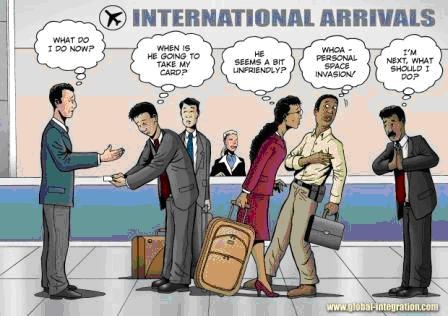 INTERNATIONAL ARRIVALS
WHAT DO
I DO NOW?
WHEN IS
HE GOING TO
TAKE MY
CARD?
HE
SEEMS A BIT
UNFRIENDLY?
WHOA -
PERSONAL
SPACE
INVASION!
I'M
NEXT, WHAT
SHOULD I
DO?
www.global-integration.com